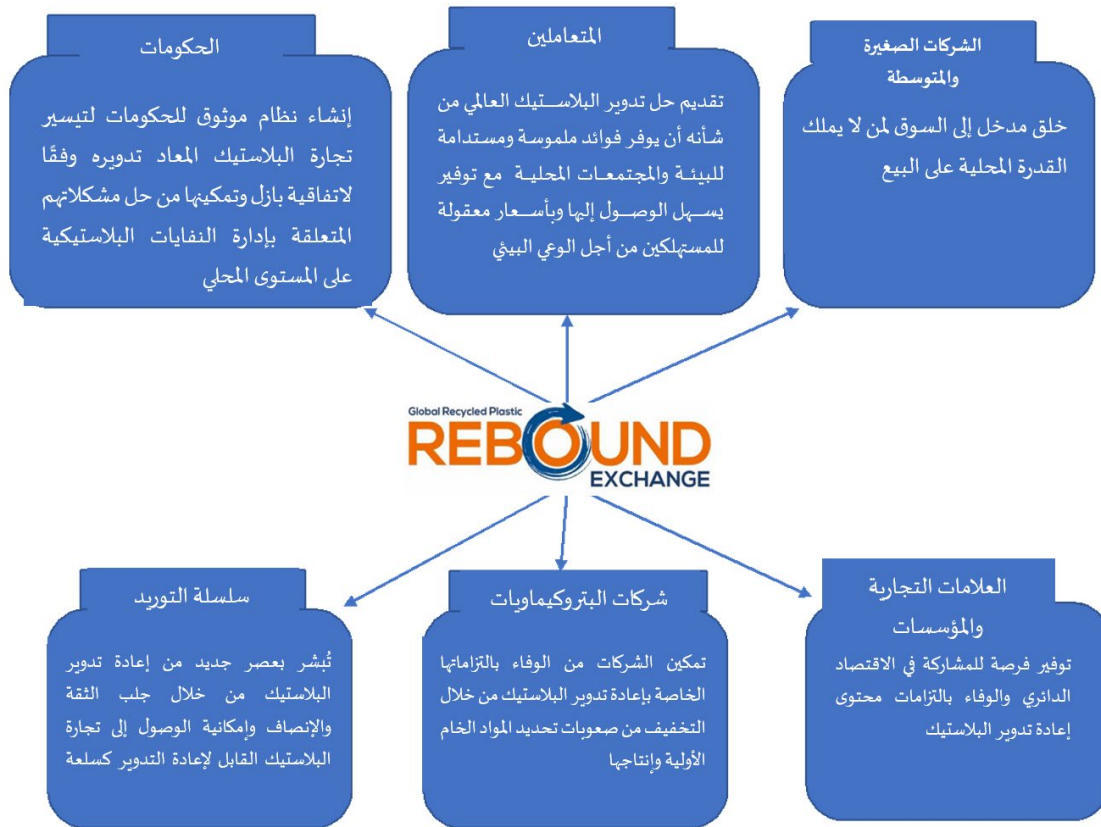 الشركات الصغيرة
والمتوسطة
خلق مدخل إلى السوق لمن لا يملك
القدرة المحلية على البيع
المتعاملين
تقديم حل تدوير البلاستيك العالمي من
شأنه أن يوفر فوائد ملموسة ومستدامة
للبيئة والمجتمعات المحلية مع توفير
يسهل الوصول إليها وبأسعار معقولة
للمستهلكين من أجل الوعي البيئي
الحكومات
إنشاء نظام موثوق للحكومات لتيسير
تجارة البلاستيك المعاد تدويره وفقًا
لاتفاقية بازل وتمكينها من حل مشكلاتهم
المتعلقة بإدارة النفايات البلاستيكية
على المستوى المحلي
Global Recycled Plastic
REBOUND
EXCHANGE
العلامات التجارية
والمؤسسات
توفير فرصة للمشاركة في الاقتصاد
الدائري والوفاء بالتزامات محتوى
إعادة تدوير البلاستيك
شركات البتروكيماويات
تمكين الشركات من الوفاء بالتزاماتها
الخاصة بإعادة تدوير البلاستيك من خلال
التخفيف من صعوبات تحديد المواد الخام
الأولية وإنتاجها
سلسلة التوريد
تُبشر بعصر جديد من إعادة تدوير
البلاستيك من خلال جلب الثقة
والإنصاف وإمكانية الوصول إلى تجارة
البلاستيك القابل لإعادة التدوير كسلعة